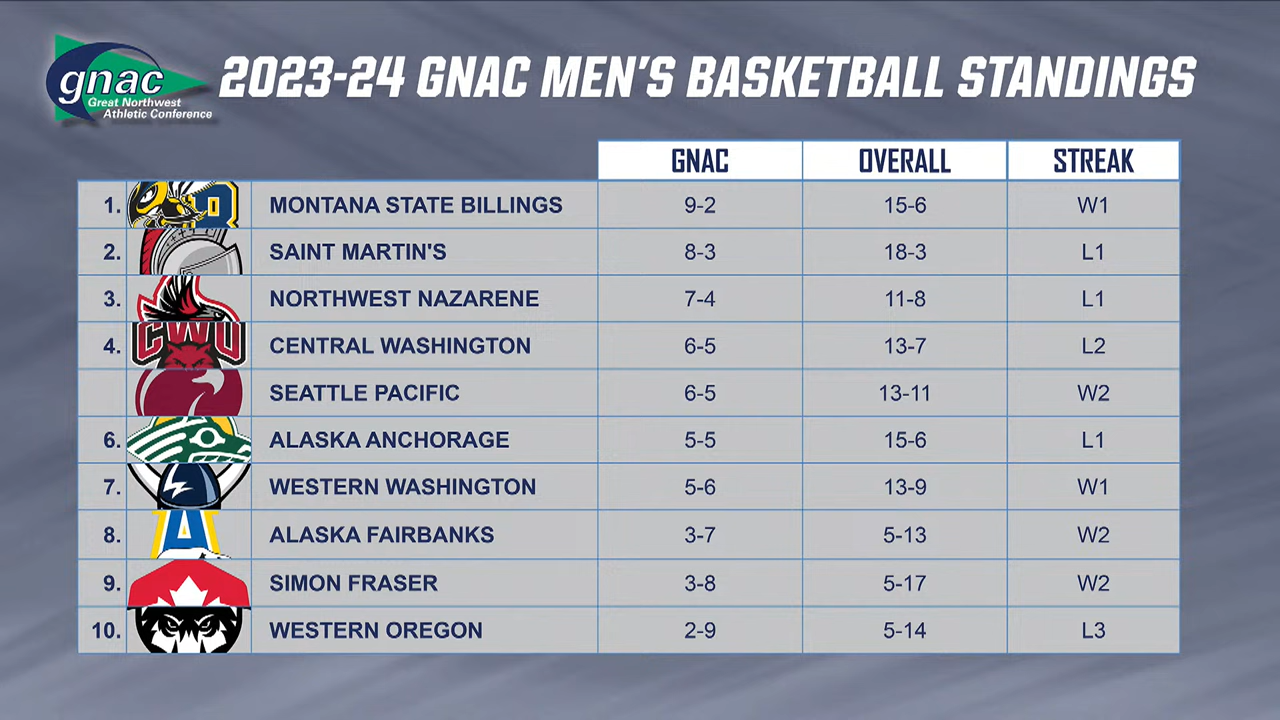 gnac
Great Northwest
Athletic Conference
2023-24 GNAC MEN'S BASKETBALL STANDINGS
GNAC OVERALL STREAK
1. MONTANA STATE BILLINGS 9-2 15-6 W1
2. SAINT MARTIN'S 8-3 18-3 L1
3. NORTHWEST NAZARENE 7-4 11-8 L1
4. CWU CENTRAL WASHINGTON 6-5 13-7 L2
SEATTLE PACIFIC 6-5 13-11 W2
6. ALASKA ANCHORAGE 5-5 15-6 L1
7. WESTERN WASHINGTON 5-6 13-9 W1
8. ALASKA FAIRBANKS 3-7 5-13 W2
9. SIMON FRASER 3-8 5-17 W2
10. WESTERN OREGON 2-9 5-14 L3